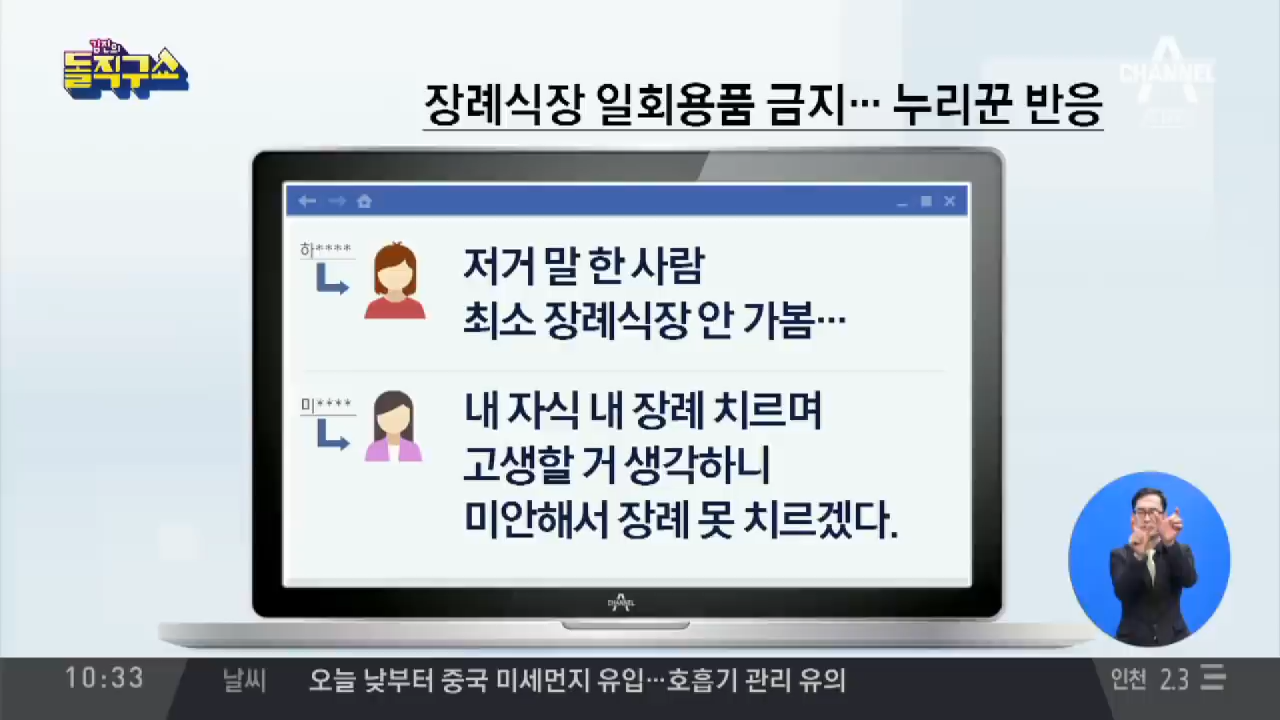 김진의
돌직구쇼
CHANNEL A
장례식장 일회용품 금지… 누리꾼 반응
하****
저거 말 한 사람
최소 장례식장 안 가봄…
미****
내 자식 내 장례 치르며
고생할 거 생각하니
미안해서 장례 못 치르겠다.
CHANNEL A
10:33 날씨 오늘 낮부터 중국 미세먼지 유입…호흡기 관리 유의 인천 2.3